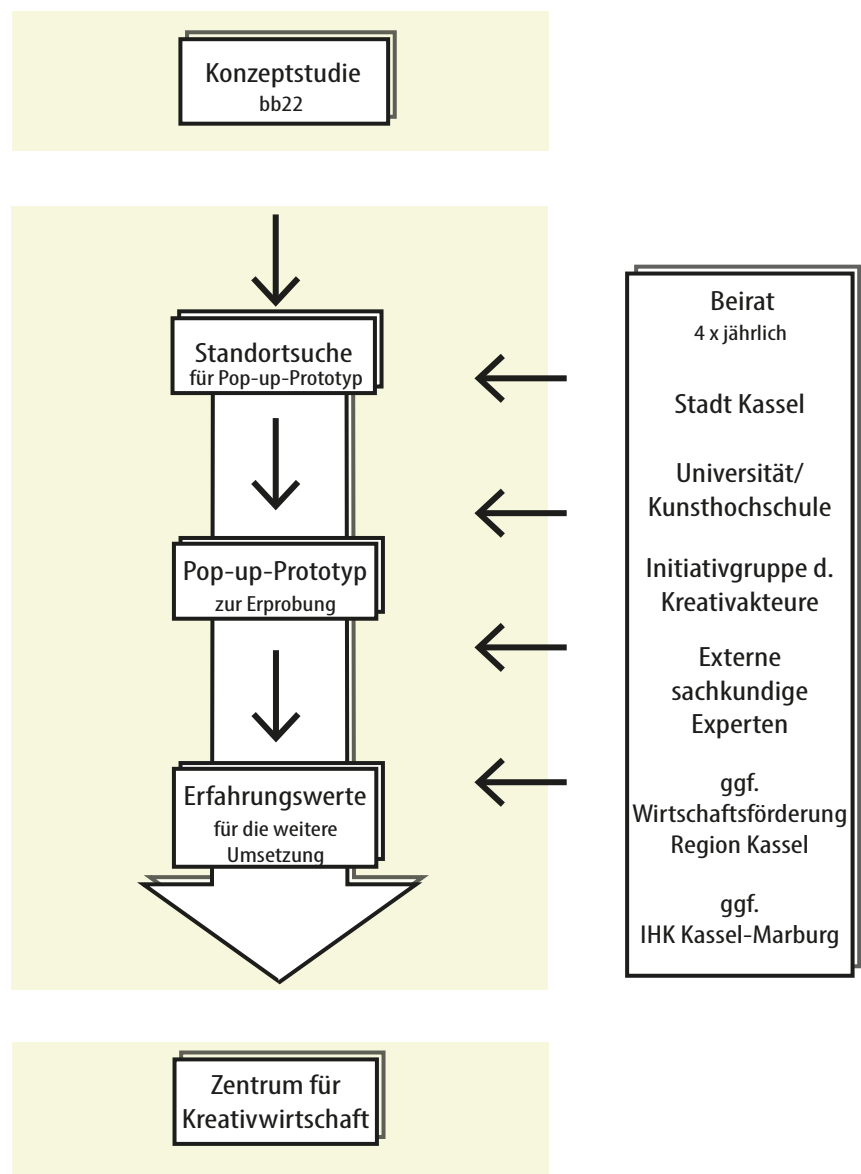 Konzeptstudie
bb22
Standortsuche
für Pop-up-Prototyp
Pop-up-Prototyp
zur Erprobung
Erfahrungswerte
für die weitere
Umsetzung
Zentrum für
Kreativwirtschaft
Beirat
4 x jährlich
Stadt Kassel
Universität/
Kunsthochschule
Initiativgruppe d.
Kreativakteure
Externe
sachkundige
Experten
ggf.
Wirtschaftsförderung
Region Kassel
ggf.
IHK Kassel-Marburg